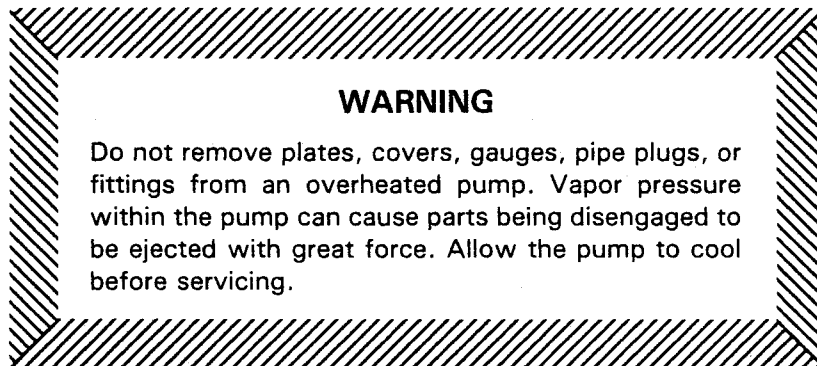 WARNING
Do not remove plates, covers, gauges, pipe plugs, or
fittings from an overheated pump. Vapor pressure
within the pump can cause parts being disengaged to
be ejected with great force. Allow the pump to cool
before servicing.